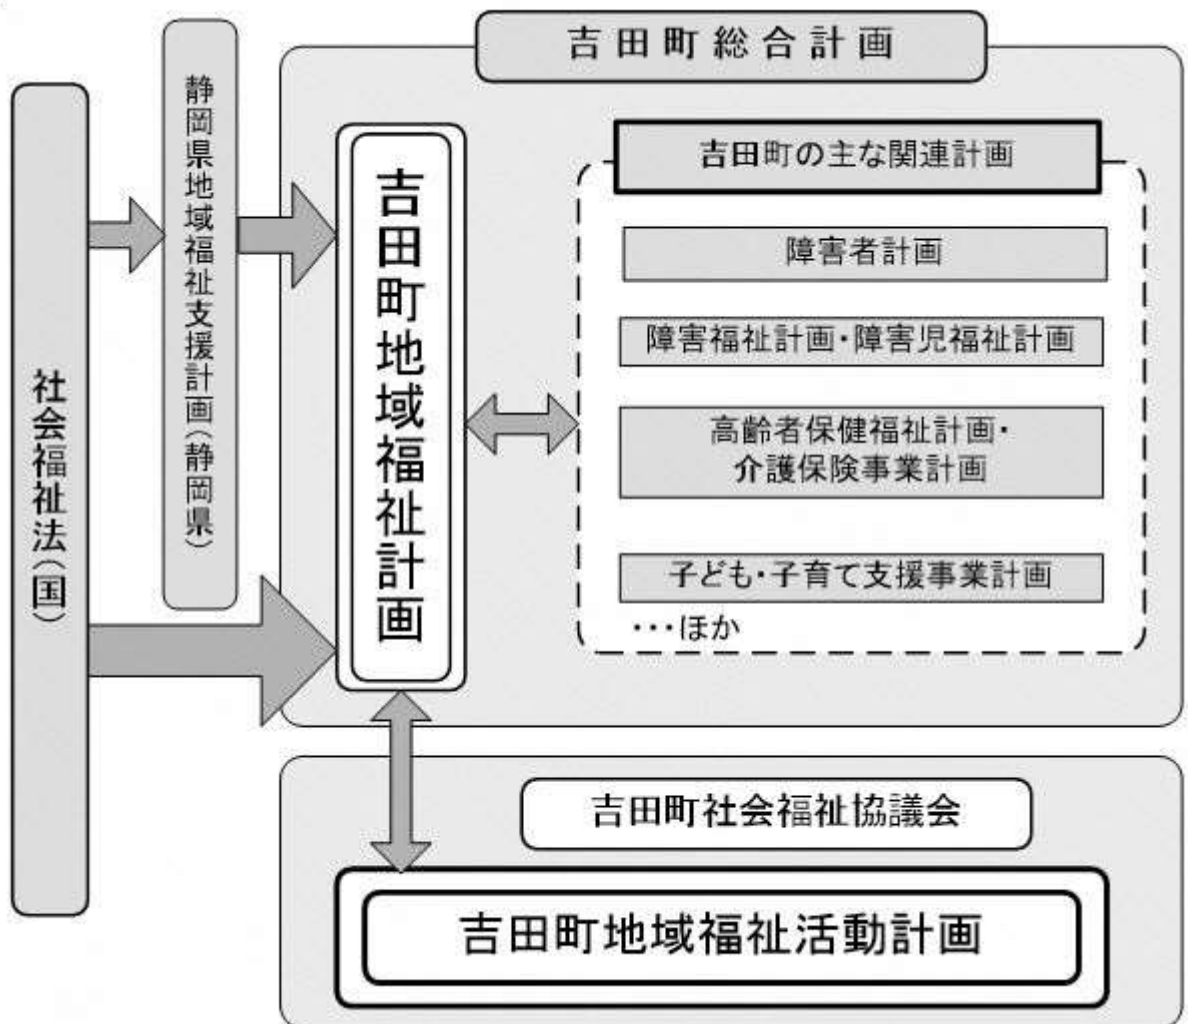 社会福祉法(国)
静岡県地域福祉支援計画(静岡県)
吉田町総合計画
吉田町地域福祉計画
吉田町の主な関連計画
障害者計画
障害福祉計画・障害児福祉計画
高齢者保健福祉計画・
介護保険事業計画
子ども・子育て支援事業計画
・・・ほか
吉田町社会福祉協議会
吉田町地域福祉活動計画